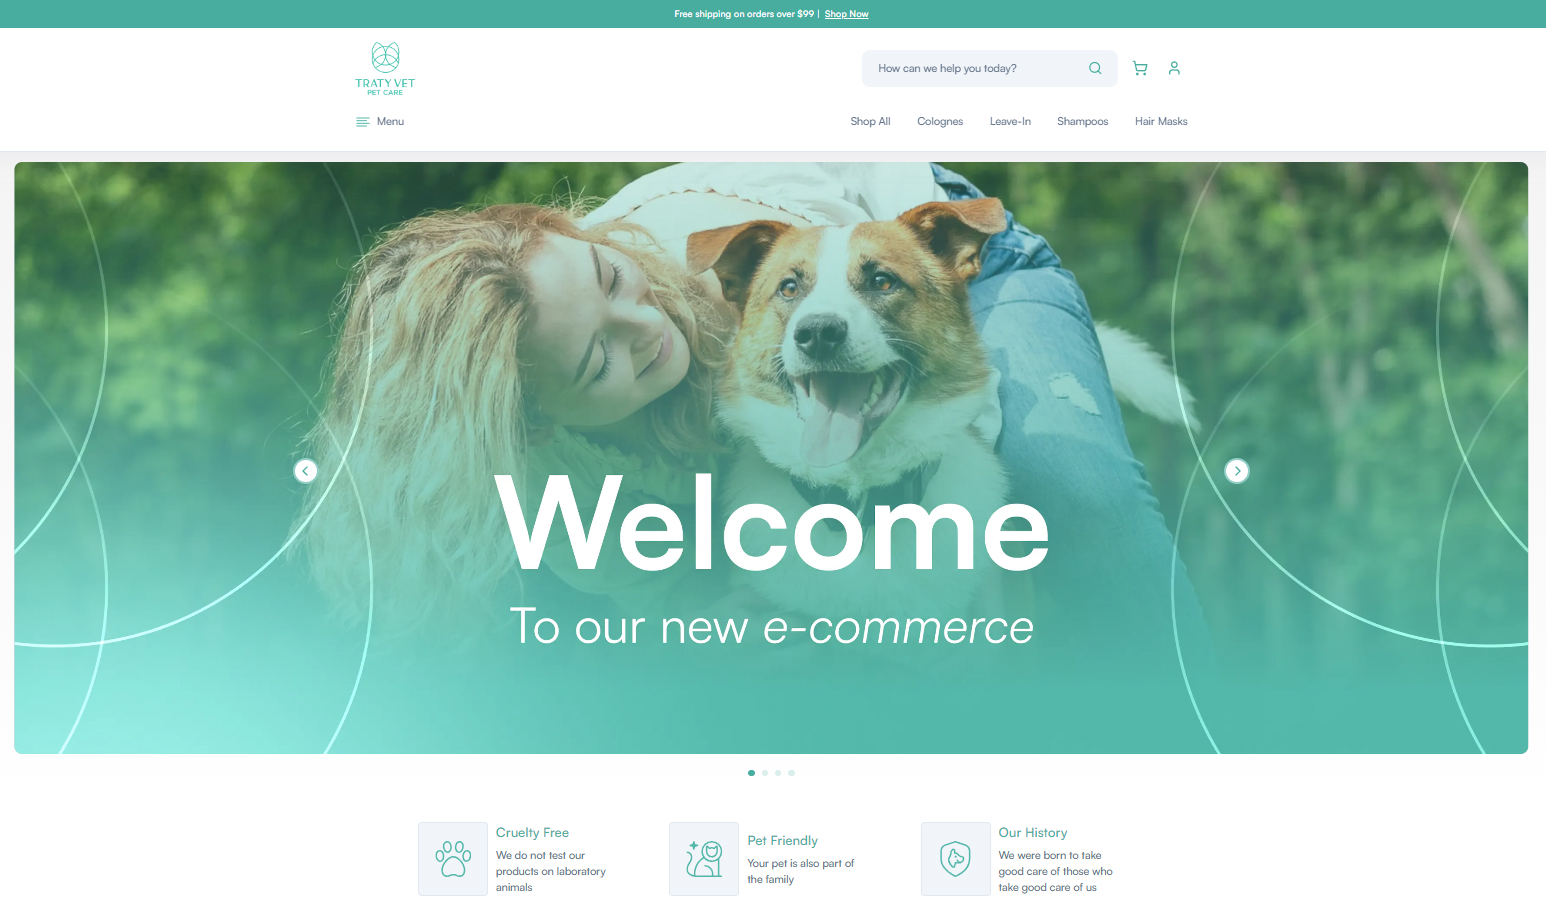 Free shipping on orders over $99 | Shop Now
TRATY VET
PET CARE
How can we help you today?
Menu
Shop All
Colognes
Leave-In
Shampoos
Hair Masks
Welcome
To our new e-commerce
Cruelty Free
We do not test our
products on laboratory
animals
Pet Friendly
Your pet is also part of
the family
Our History
We were born to take
good care of those who
take good care of us